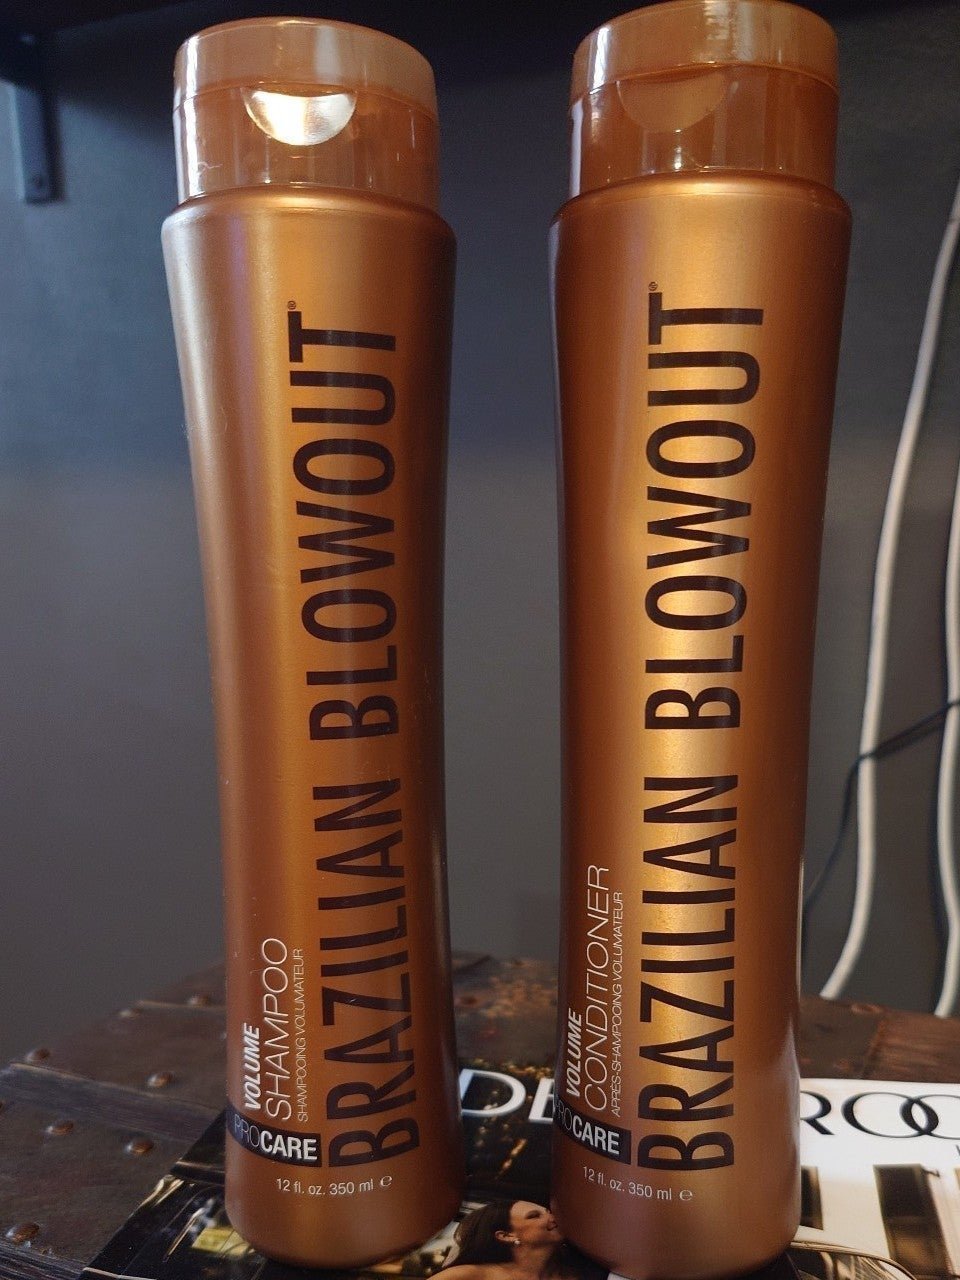 BRAZILIAN BLOWOUT®
VOLUME
SHAMPOO
SHAMPOOING VOLUMATEUR
PROCARE
12 fl. oz. 350 ml ℮
BRAZILIAN BLOWOUT®
VOLUME
CONDITIONER
APRÈS-SHAMPOOING VOLUMATEUR
PROCARE
12 fl. oz. 350 ml ℮